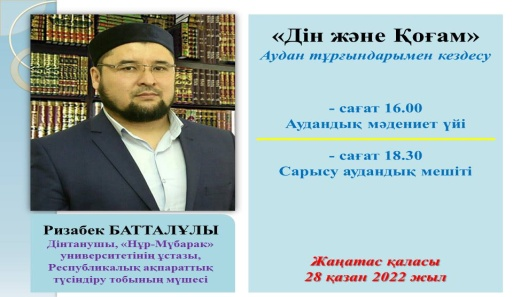 «Дін және Қоғам»
Аудан тұрғындарымен кездесу
- сағат 16.00
Аудандық мәдениет үйі
- сағат 18.30
Сарысу аудандық мешіті
Жаңатас қаласы
28 қазан 2022 жыл
Ризабек БАТТАЛҰЛЫ
Дінтанушы, «Нұр-Мүбарак»
университетінің ұстазы,
Республикалық ақпараттық
түсіндіру тобының мүшесі